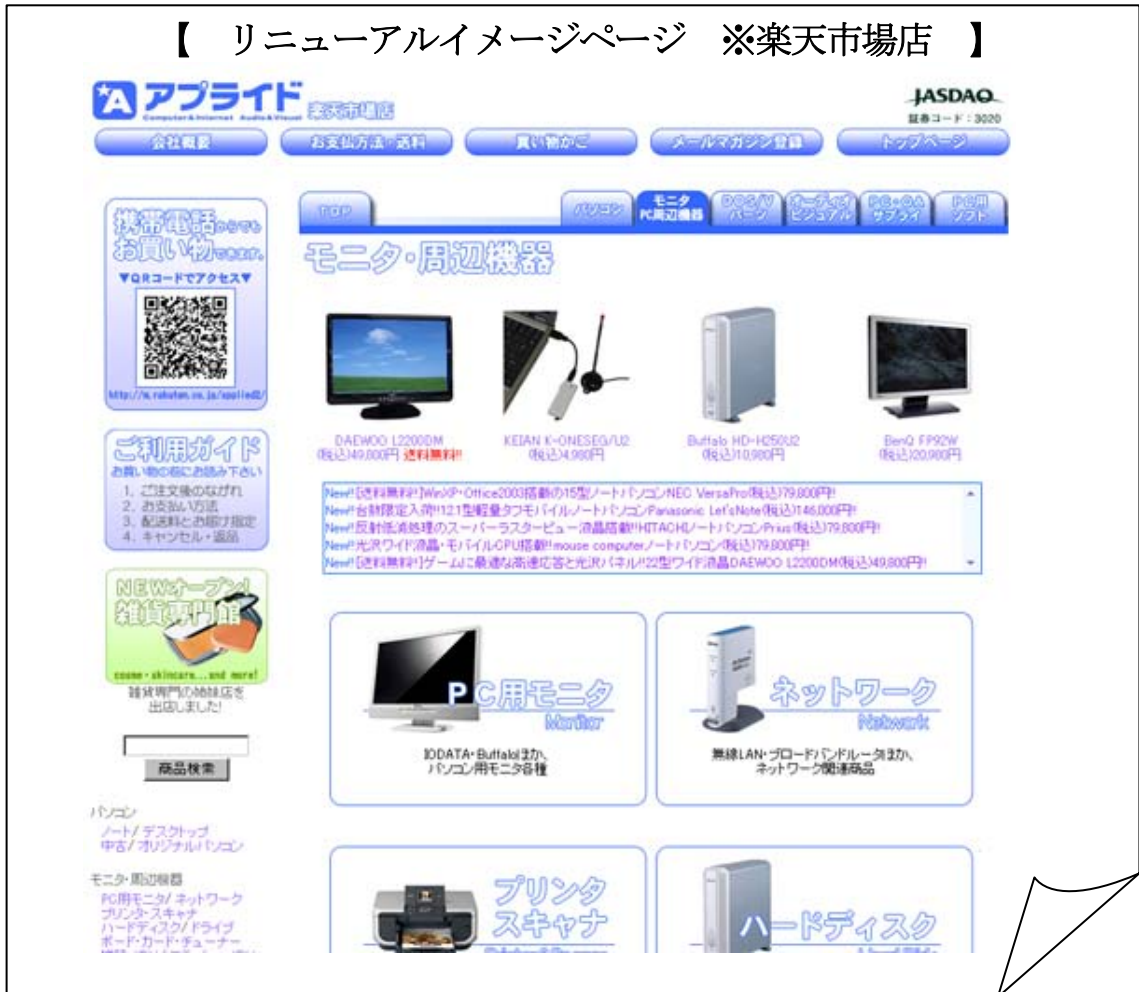 【 リニューアルイメージページ ※楽天市場店 】
アプライド 楽天市場店
Computer & Internet Audio & Visual
JASDAQ
証券コード:3020
会社概要 お支払方法・送料 買い物かご メールマガジン登録 トップページ
TOP パソコン モニタ PC周辺機器 DOS/V パーツ オーディオ ビジュアル PC・OA サプライ PC用 ソフト
携帯電話からでも
お買い物できます。
▼QRコードでアクセス▼
http://m.rakuten.co.jp/applied2/
モニタ・周辺機器
DAEWOO L2200DM
(税込)49,800円 送料無料!!
KEIAN K-ONESEG/U2
(税込)4,980円
Buffalo HD-H250U2
(税込)10,980円
BenQ FP92W
(税込)20,980円
ご利用ガイド
お買い物の前にお読み下さい
1. ご注文後のながれ
2. お支払い方法
3. 配送料とお届け指定
4. キャンセル・返品
New!![送料無料!!]WinXP・Office2003搭載の15型ノートパソコンNEC VersaPro(税込)79,800円!!
New!!台数限定入荷!!12.1型軽量タフモバイルノートパソコンPanasonic Let'sNote(税込)146,000円!!
New!!反射低減処理のスーパーラスタービュー液晶搭載!!HITACHIノートパソコンPrius(税込)79,800円!!
New!!光沢ワイド液晶・モバイルCPU搭載!!mouse computerノートパソコン(税込)79,800円!!
New!![送料無料!!]ゲームに最適な高速応答と光沢パネル!!22型ワイド液晶DAEWOO L2200DM(税込)49,800円!!
NEWオープン!
雑貨専門館
cosme・skincare...and more!
雑貨専門の姉妹店を
出店しました!
商品検索
PC用モニタ
Monitor
IODATA・Buffaloほか、
パソコン用モニタ各種
ネットワーク
Network
無線LAN・ブロードバンドルータほか、
ネットワーク関連商品
パソコン
ノート/ デスクトップ
中古/ オリジナルパソコン
モニタ・周辺機器
PC用モニタ/ ネットワーク
プリンタ・スキャナ
ハードディスク/ ドライブ
ボード・カード・チューナー
プリンタ
スキャナ
ハードディスク